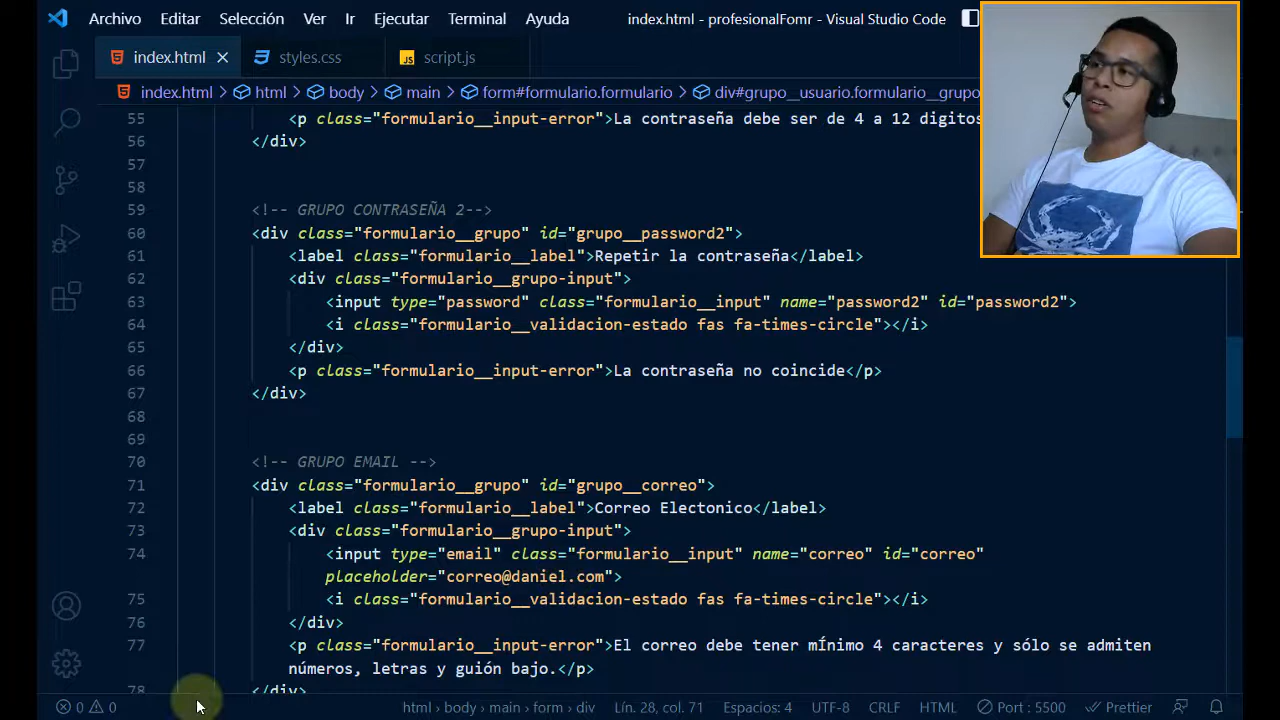 Archivo Editar Selección Ver Ir Ejecutar Terminal Ayuda index.html - profesionalFomr - Visual Studio Code
index.html styles.css JS script.js
index.html > html > body > main > form#formulario.formulario > div#grupo__usuario.formulario__grupo
55 <p class="formulario__input-error">La contraseña debe ser de 4 a 12 digitos
56 </div>
57
58
59 <!-- GRUPO CONTRASEÑA 2-->
60 <div class="formulario__grupo" id="grupo__password2">
61 <label class="formulario__label">Repetir la contraseña</label>
62 <div class="formulario__grupo-input">
63 <input type="password" class="formulario__input" name="password2" id="password2">
64 <i class="formulario__validacion-estado fas fa-times-circle"></i>
65 </div>
66 <p class="formulario__input-error">La contraseña no coincide</p>
67 </div>
68
69
70 <!-- GRUPO EMAIL -->
71 <div class="formulario__grupo" id="grupo__correo">
72 <label class="formulario__label">Correo Electonico</label>
73 <div class="formulario__grupo-input">
74 <input type="email" class="formulario__input" name="correo" id="correo"
placeholder="correo@daniel.com">
75 <i class="formulario__validacion-estado fas fa-times-circle"></i>
76 </div>
77 <p class="formulario__input-error">El correo debe tener mÍnimo 4 caracteres y sólo se admiten
números, letras y guión bajo.</p>
78 </div>
0 0 html > body > main > form > div Lín. 28, col. 71 Espacios: 4 UTF-8 CRLF HTML Port : 5500 Prettier